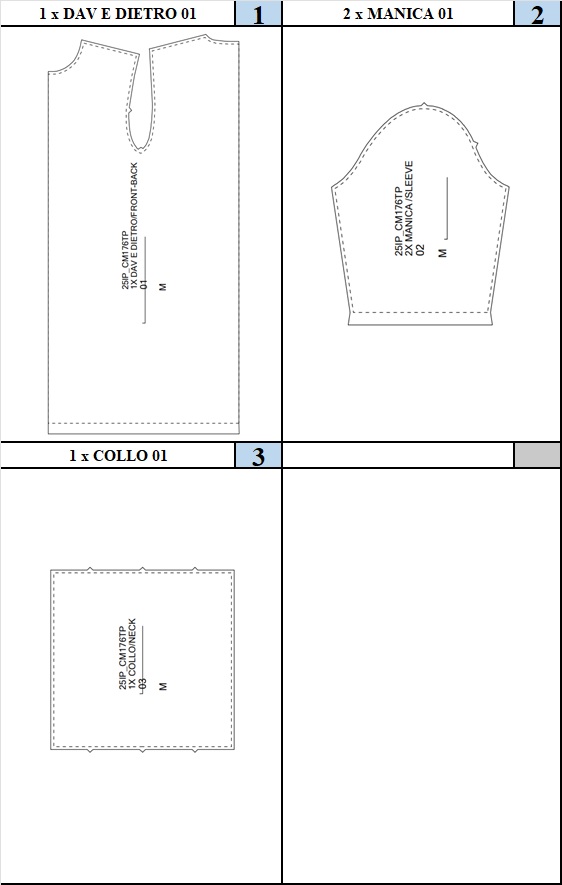 1 x DAV E DIETRO 01
1
2 x MANICA 01
2
25IP_CM176TP
1X DAV E DIETRO/FRONT-BACK
01
M
25IP_CM176TP
2X MANICA /SLEEVE
02
M
1 x COLLO 01
3
25IP_CM176TP
1X COLLO/NECK
03
M